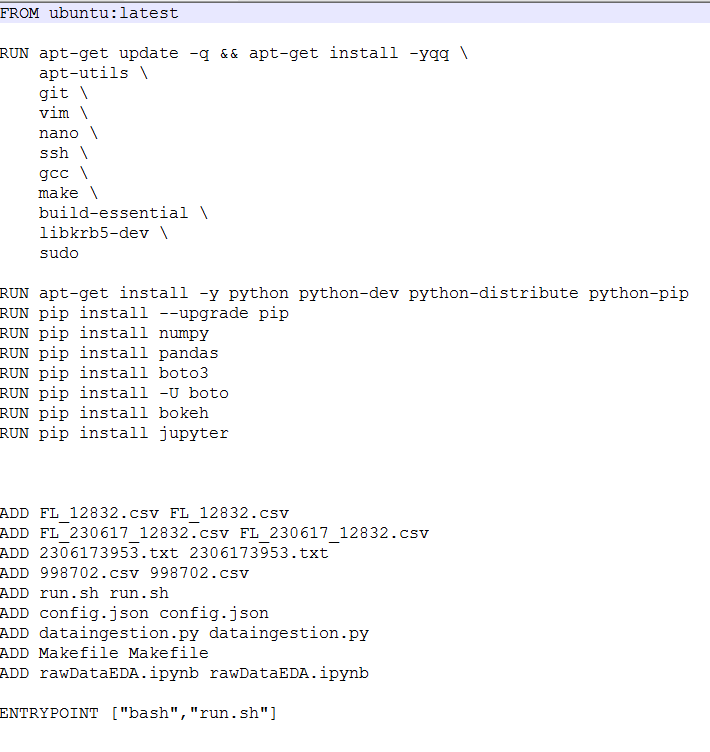 FROM ubuntu:latest
RUN apt-get update -q && apt-get install -yqq \
apt-utils \
git \
vim \
nano \
ssh \
gcc \
make \
build-essential \
libkrb5-dev \
sudo
RUN apt-get install -y python python-dev python-distribute python-pip
RUN pip install --upgrade pip
RUN pip install numpy
RUN pip install pandas
RUN pip install boto3
RUN pip install -U boto
RUN pip install bokeh
RUN pip install jupyter
ADD FL_12832.csv FL_12832.csv
ADD FL_230617_12832.csv FL_230617_12832.csv
ADD 2306173953.txt 2306173953.txt
ADD 998702.csv 998702.csv
ADD run.sh run.sh
ADD config.json config.json
ADD dataingestion.py dataingestion.py
ADD Makefile Makefile
ADD rawDataEDA.ipynb rawDataEDA.ipynb
ENTRYPOINT ["bash","run.sh"]